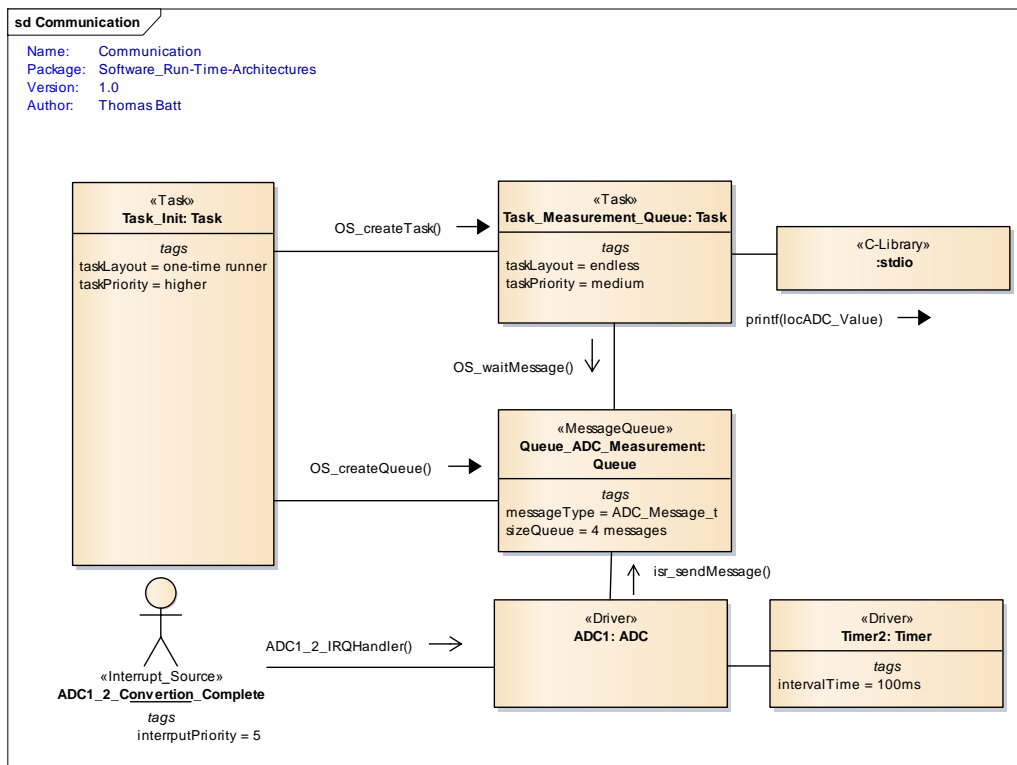 sd Communication
Name: Communication
Package: Software_Run-Time-Architectures
Version: 1.0
Author: Thomas Batt
«Task»
Task_Init: Task
tags
taskLayout = one-time runner
taskPriority = higher
OS_createTask()
«Task»
Task_Measurement_Queue: Task
tags
taskLayout = endless
taskPriority = medium
«C-Library»
:stdio
printf(locADC_Value)
OS_waitMessage()
OS_createQueue()
«MessageQueue»
Queue_ADC_Measurement:
Queue
tags
messageType = ADC_Message_t
sizeQueue = 4 messages
isr_sendMessage()
«Interrupt_Source»
ADC1_2_Convertion_Complete
tags
interrputPriority = 5
ADC1_2_IRQHandler()
«Driver»
ADC1: ADC
«Driver»
Timer2: Timer
tags
intervalTime = 100ms